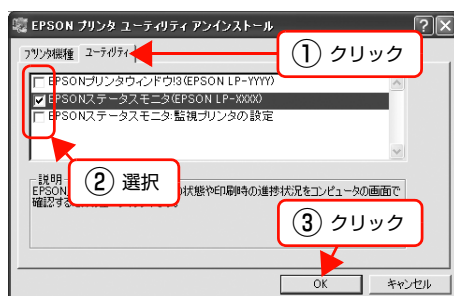 EPSON プリンタ ユーティリティ アンインストール
プリンタ機種 ユーティリティ
① クリック
EPSONプリンタウィンドウ!3(EPSON LP-YYYY)
EPSONステータスモニタ(EPSON LP-XXXX)
EPSONステータスモニタ:監視プリンタの設定
② 選択
説明
EPSON の状態や印刷時の進捗状況をコンピュータの画面で
確認する
③ クリック
OK キャンセル